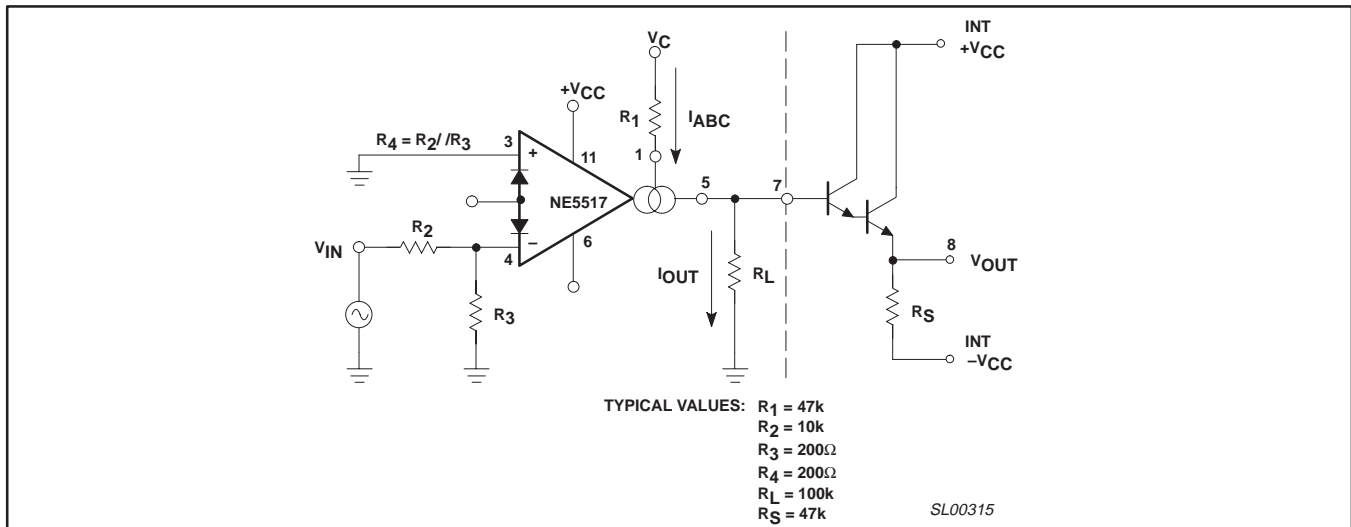 INT
+VCC
VC
+VCC
R1
IABC
R4 = R2/ /R3
3
+
11
1
5
7
NE5517
VIN
R2
−
4
6
8
VOUT
IOUT
RL
R3
RS
INT
−VCC
TYPICAL VALUES: R1 = 47k
R2 = 10k
R3 = 200Ω
R4 = 200Ω
RL = 100k
RS = 47k
SL00315